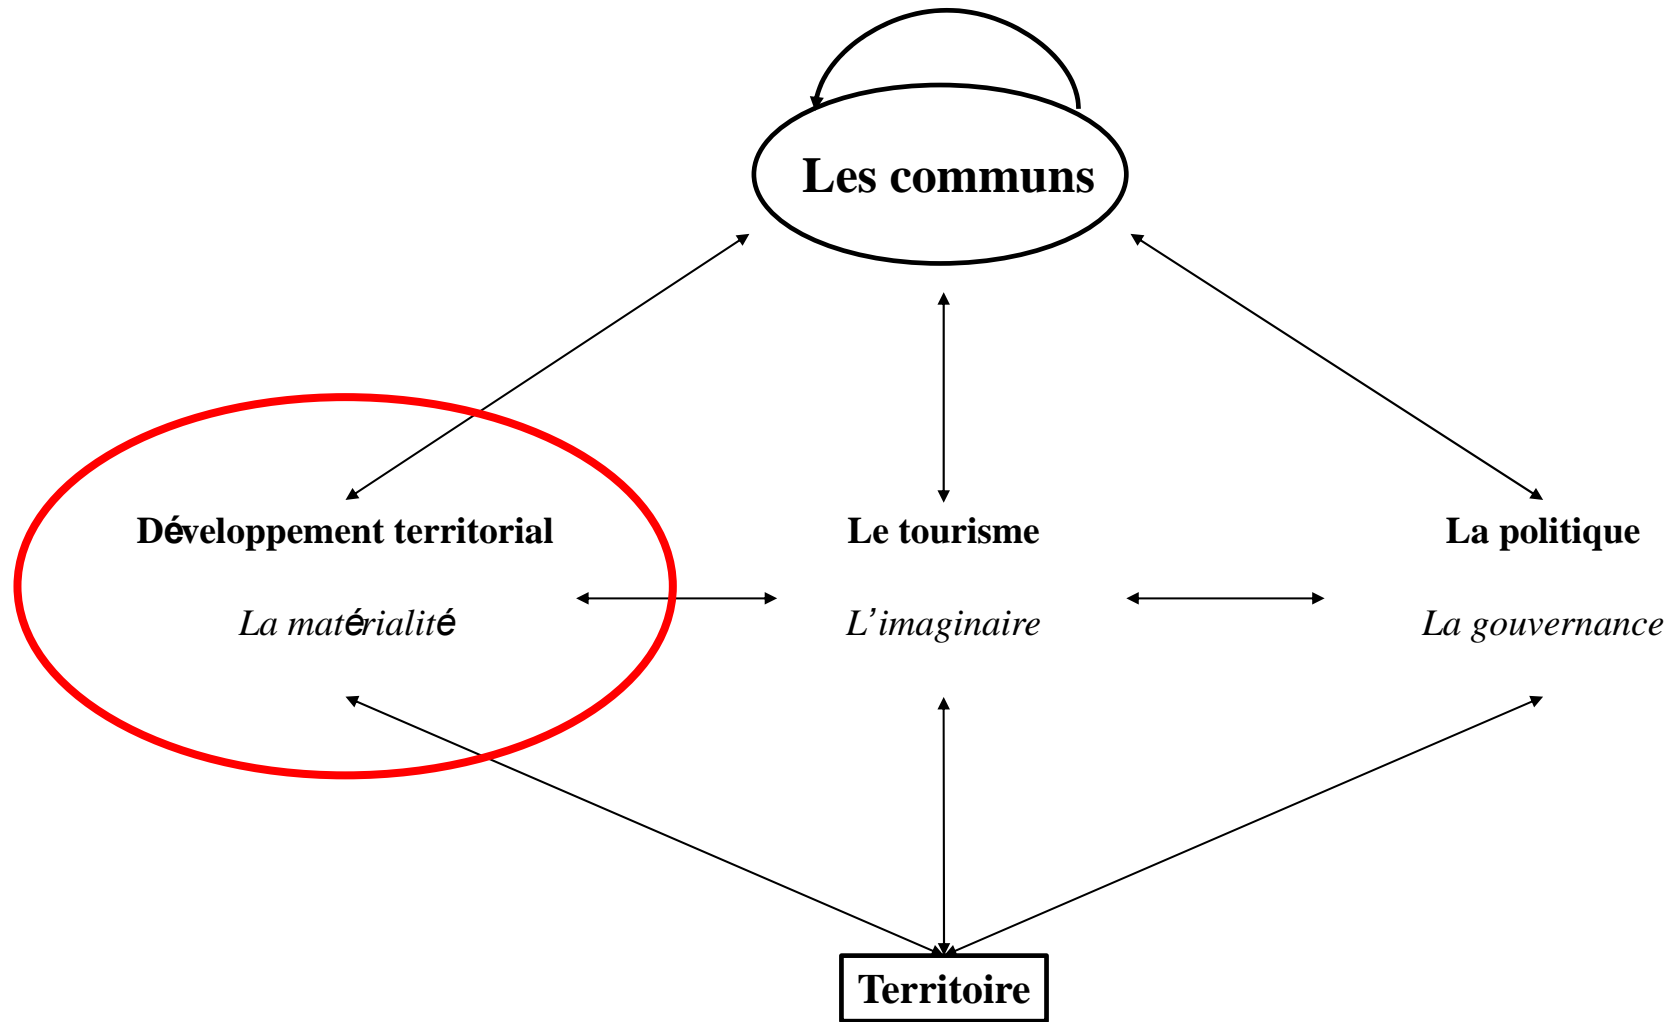 Les communs
Développement territorial
Le tourisme
La politique
La matérialité
L’imaginaire
La gouvernance
Territoire